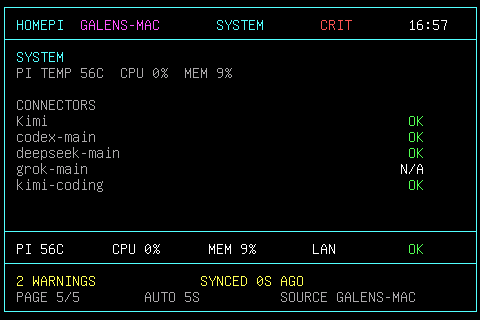 HOMEPI GALENS-MAC SYSTEM CRIT 16:57
SYSTEM
PI TEMP 56C CPU 0% MEM 9%
CONNECTORS
Kimi OK
codex-main OK
deepseek-main OK
grok-main N/A
kimi-coding OK
PI 56C CPU 0% MEM 9% LAN OK
2 WARNINGS SYNCED 0S AGO
PAGE 5/5 AUTO 5S SOURCE GALENS-MAC